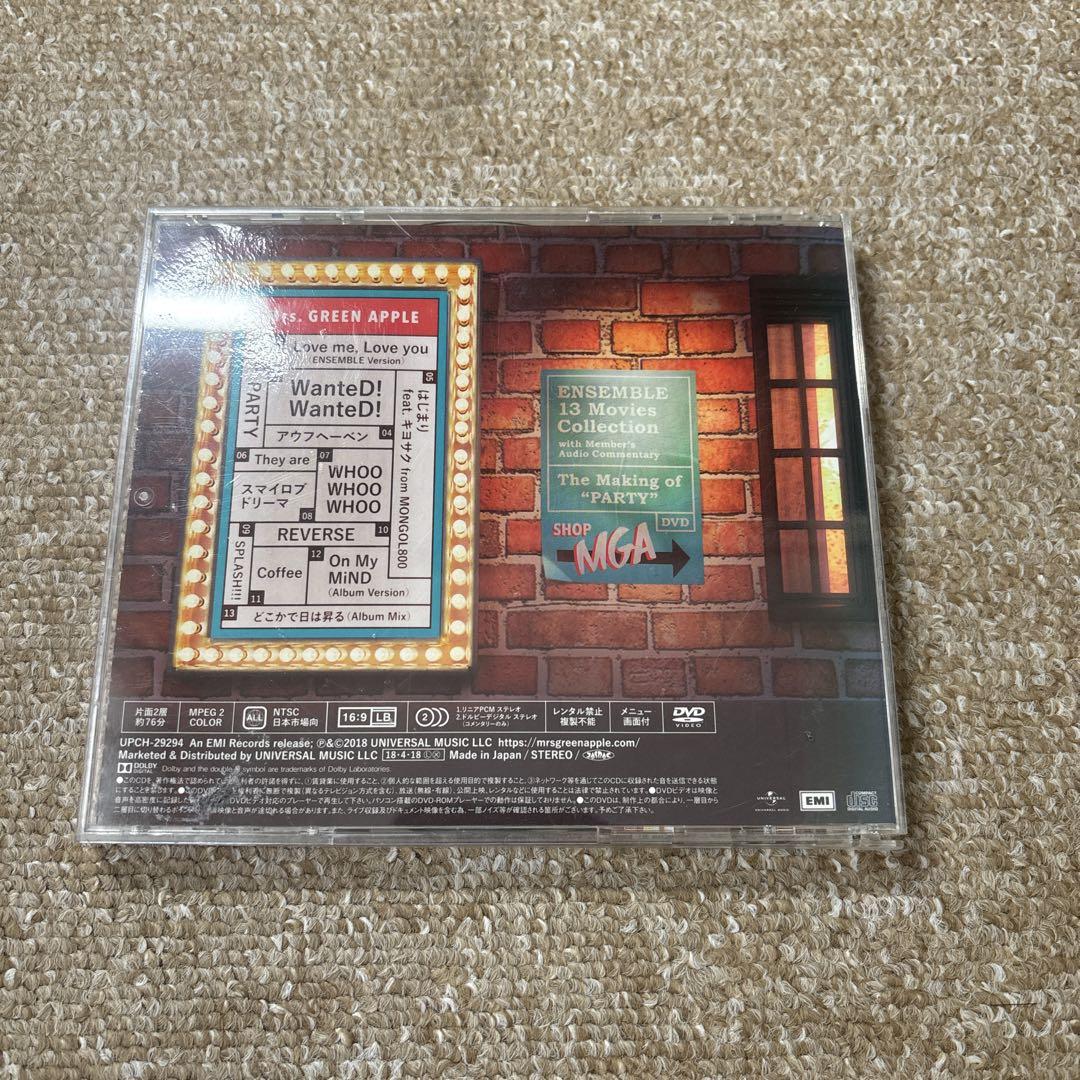 rs. GREEN APPLE
Love me, Love you
(ENSEMBLE Version)
PARTY
WanteD!
WanteD!
アウフヘーベン 04
05
はじまり
feat. キヨサク from MONGOL800
06 They are 07
WHOO
WHOO
WHOO
スマイロブ
ドリーマ
08
09
SPLASH!!!
REVERSE 10
Coffee
11
12
On My
MiND
(Album Version)
13
どこかで日は昇る (Album Mix)
ENSEMBLE
13 Movies
Collection
with Member's
Audio Commentary
The Making of
"PARTY"
DVD
SHOP
MGA
片面2層
約76分
MPEG 2
COLOR
ALL
NTSC
日本市場向
16:9 LB
2
1.リニアPCM ステレオ
2.ドルビーデジタル ステレオ
(コメンタリーのみ)
レンタル禁止
複製不能
メニュー
画面付
DVD
VIDEO
UPCH-29294 An EMI Records release; ℗&©2018 UNIVERSAL MUSIC LLC https://mrsgreenapple.com/
Marketed & Distributed by UNIVERSAL MUSIC LLC 18・4・18 Made in Japan / STEREO /
DOLBY
DIGITAL
Dolby and the double symbol are trademarks of Dolby Laboratories.
UNIVERSAL MUSIC
EMI
COMPACT
disc
DIGITAL AUDIO